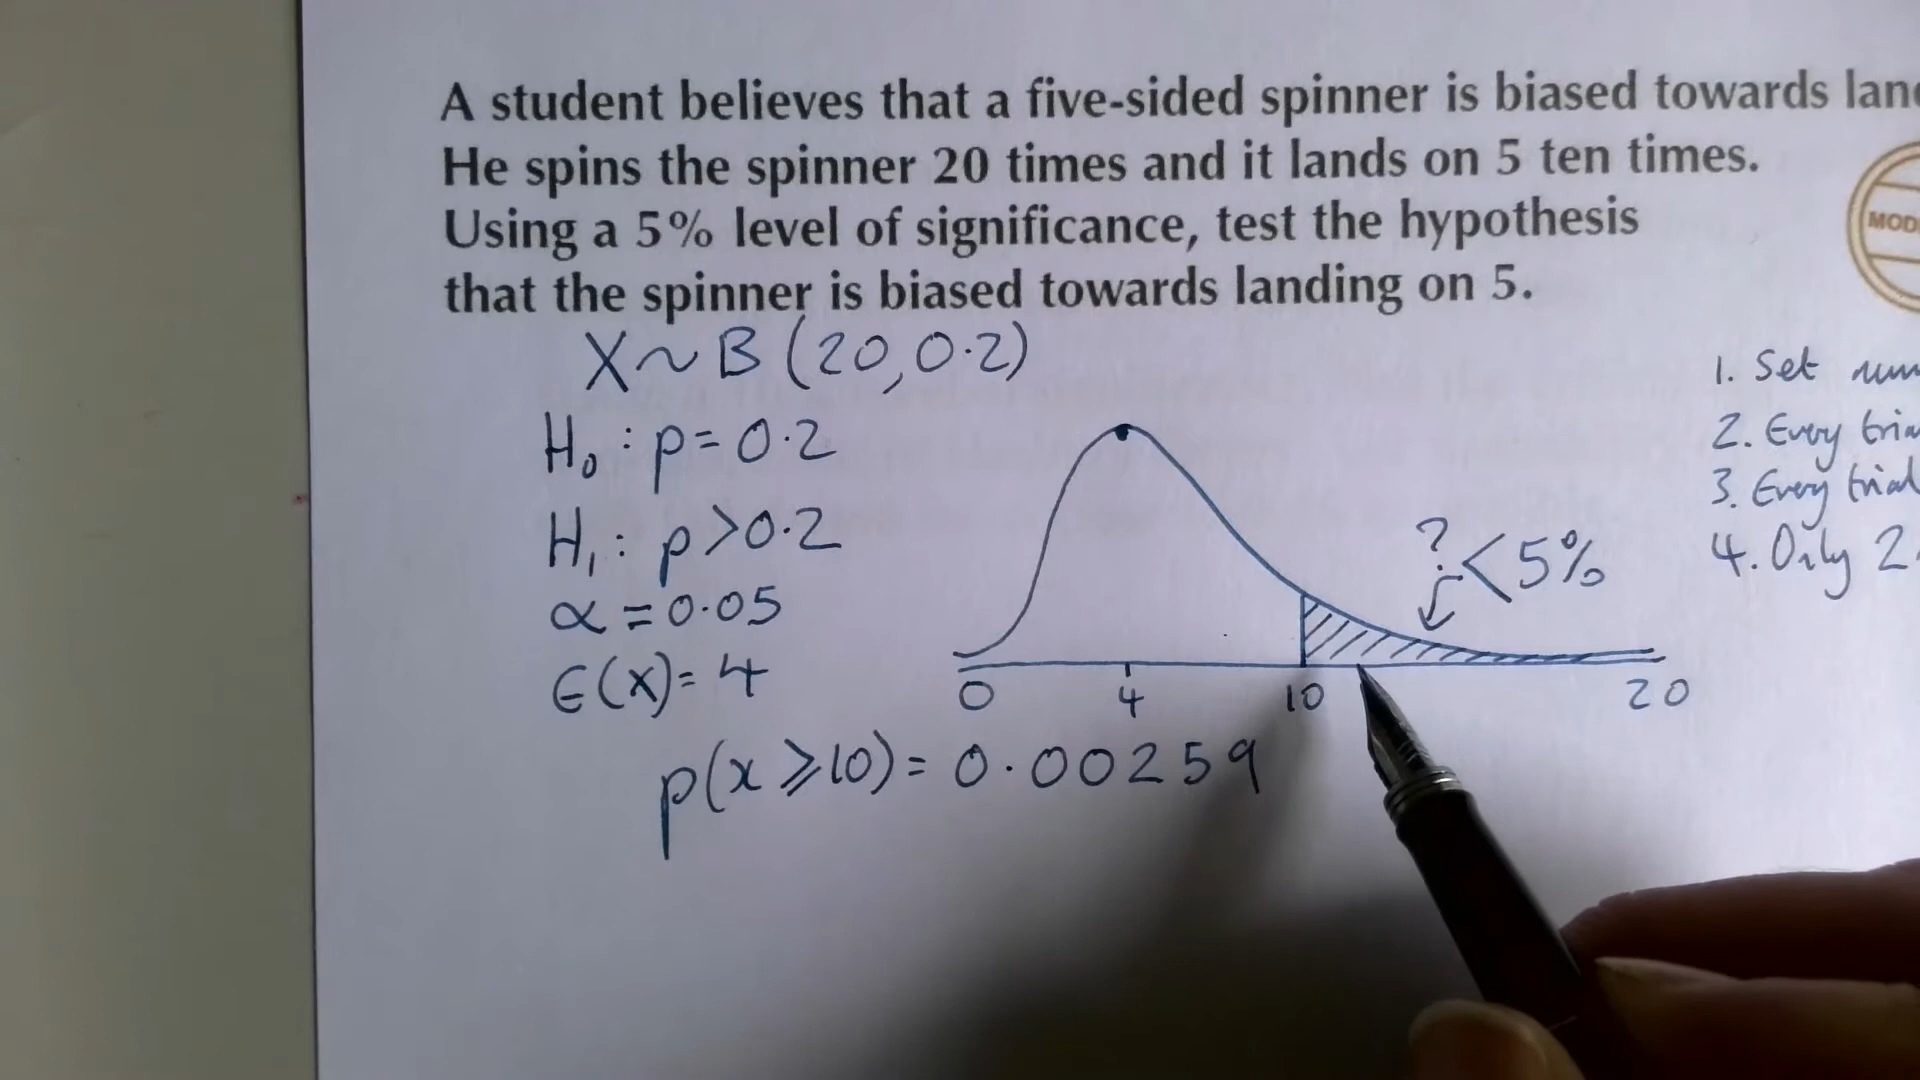 A student believes that a five-sided spinner is biased towards
He spins the spinner 20 times and it lands on 5 ten times.
Using a 5% level of significance, test the hypothesis
that the spinner is biased towards landing on 5.
MOD
X~B(20,0·2)
H₀ : p=0·2
H₁ : p>0·2
α = 0·05
E(x)= 4
? <5%
0 4 10 20
p(x ≥10)= 0·00259
1. Set
2. Every
3. Every trial
4. Only 2